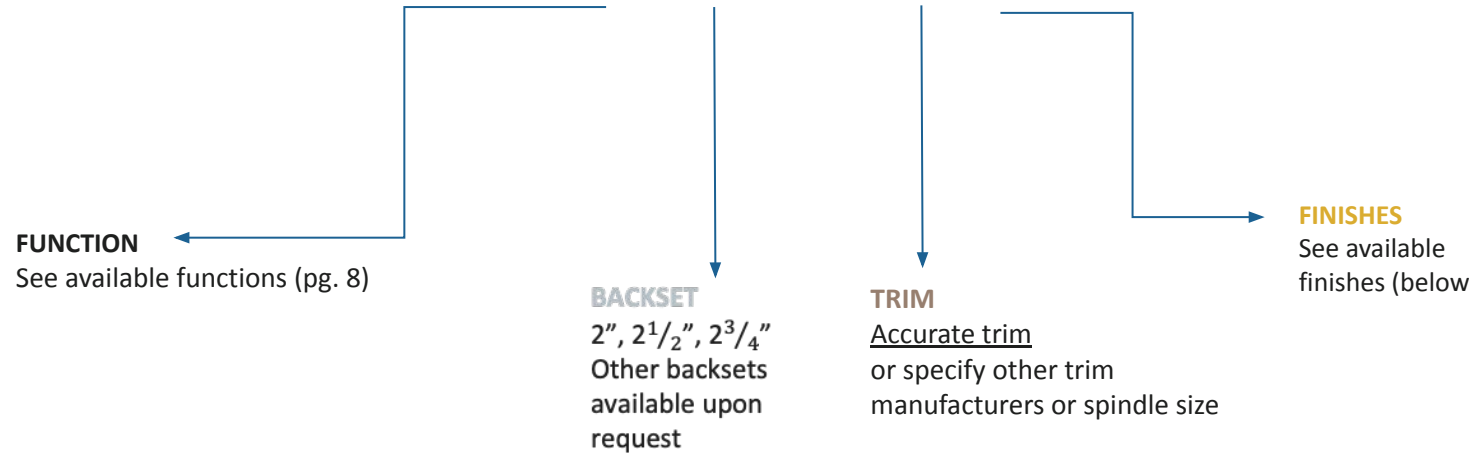 FUNCTION
See available functions (pg. 8)
BACKSET
2”, 2 1/2”, 2 3/4”
Other backsets
available upon
request
TRIM
Accurate trim
or specify other trim
manufacturers or spindle size
FINISHES
See available
finishes (below